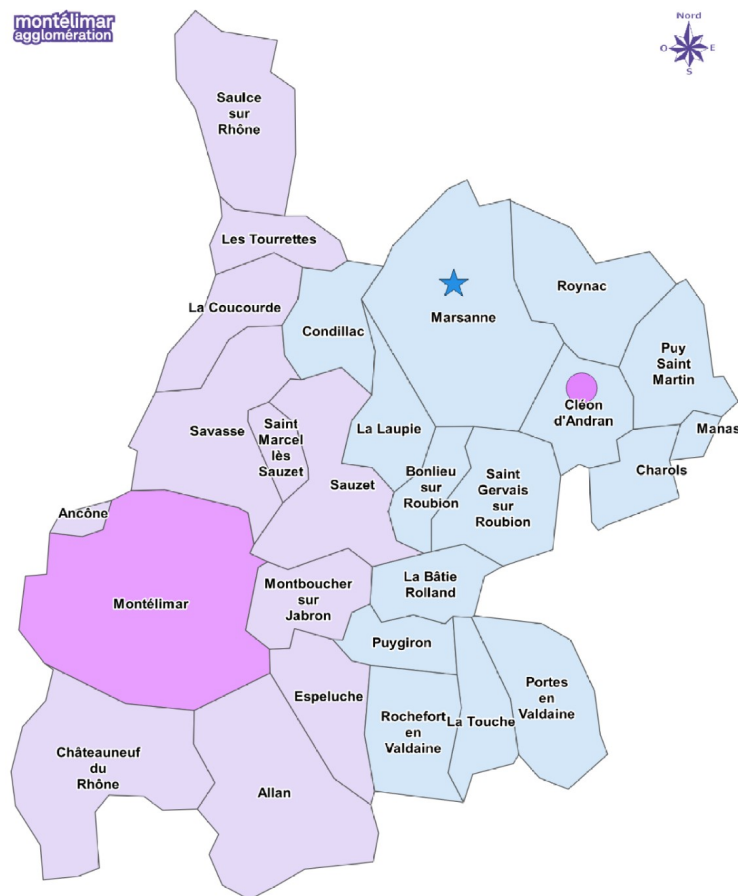 montélimar
agglomération
Nord
O
E
S
Saulce
sur
Rhône
Les Tourrettes
La Coucourde
Condillac
Marsanne
Roynac
Puy
Saint
Martin
Cléon
d'Andran
Manas
Charols
Savasse
Saint
Marcel
lès
Sauzet
Sauzet
La Laupie
Bonlieu
sur
Roubion
Saint
Gervais
sur
Roubion
Ancône
Montélimar
Montboucher
sur
Jabron
La Bâtie
Rolland
Puygiron
Espeluche
Rochefort
en
Valdaine
La Touche
Portes
en
Valdaine
Châteauneuf
du
Rhône
Allan